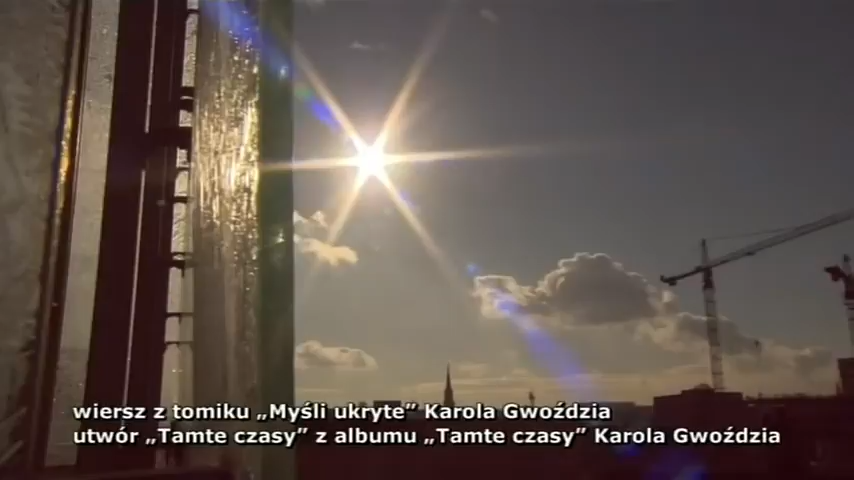 wiersz z tomiku „Myśli ukryte” Karola Gwoździa
utwór „Tamte czasy” z albumu „Tamte czasy” Karola Gwoździa